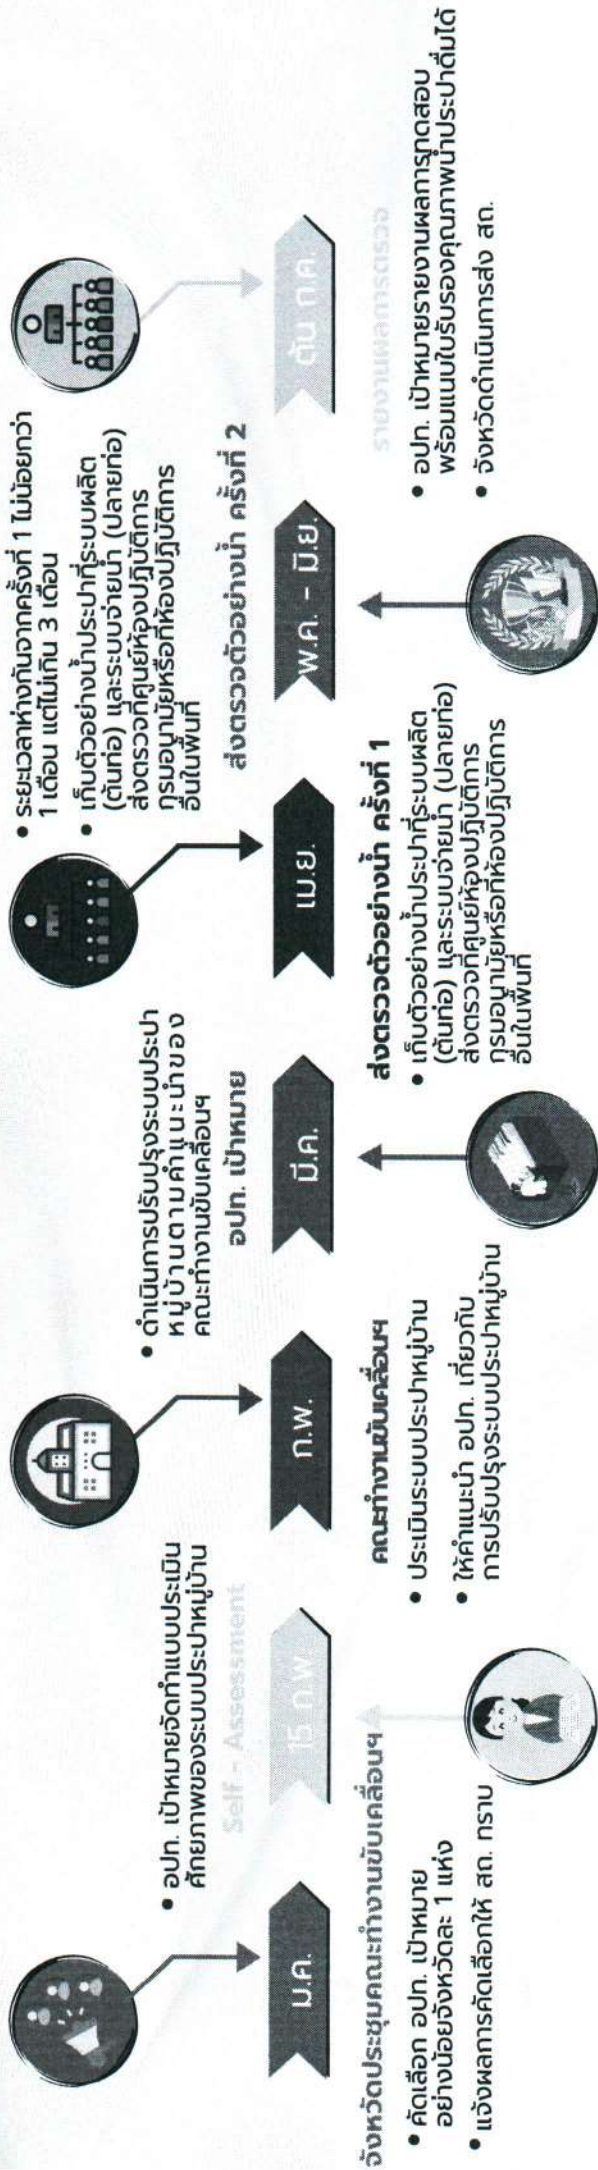 ม.ค.
จังหวัดประชุมคณะทำงานขับเคลื่อนฯ
• คัดเลือก อปท. เป้าหมาย
อย่างน้อยจังหวัดละ 1 แห่ง
• แจ้งผลการคัดเลือกให้ สถ. ทราบ
• อปท. เป้าหมายจัดทำแบบประเมิน
ศักยภาพของระบบประปาหมู่บ้าน
Self - Assessment
15 ก.พ.
ก.พ.
คณะทำงานขับเคลื่อนฯ
• ประเมินระบบประปาหมู่บ้าน
• ให้คำแนะนำ อปท. เกี่ยวกับ
การปรับปรุงระบบประปาหมู่บ้าน
• ดำเนินการปรับปรุงระบบประปา
หมู่บ้านตามคำแนะนำของ
คณะทำงานขับเคลื่อนฯ
อปท. เป้าหมาย
มี.ค.
เม.ย.
ส่งตรวจตัวอย่างน้ำ ครั้งที่ 1
• เก็บตัวอย่างน้ำประปาที่ระบบผลิต
(ต้นท่อ) และระบบจ่ายน้ำ (ปลายท่อ)
ส่งตรวจที่ศูนย์ห้องปฏิบัติการ
กรมอนามัยหรือที่ห้องปฏิบัติการ
อื่นในพื้นที่
• ระยะเวลาห่างกันจากครั้งที่ 1 ไม่น้อยกว่า
1 เดือน แต่ไม่เกิน 3 เดือน
• เก็บตัวอย่างน้ำประปาที่ระบบผลิต
(ต้นท่อ) และระบบจ่ายน้ำ (ปลายท่อ)
ส่งตรวจที่ศูนย์ห้องปฏิบัติการ
กรมอนามัยหรือที่ห้องปฏิบัติการ
อื่นในพื้นที่
ส่งตรวจตัวอย่างน้ำ ครั้งที่ 2
พ.ค. - มิ.ย.
ต้น ก.ค.
รายงานผลการตรวจ
• อปท. เป้าหมายรายงานผลการทดสอบ
พร้อมแนบใบรับรองคุณภาพน้ำประปาดื่มได้
• จังหวัดดำเนินการส่ง สถ.